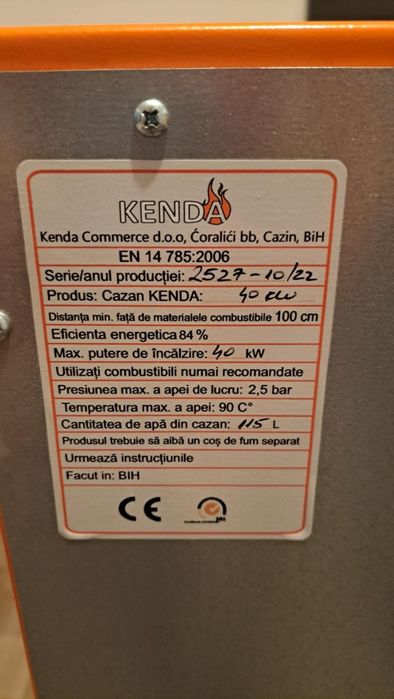 KENDA
Kenda Commerce d.o.o, Ćoralići bb, Cazin, BiH
EN 14 785:2006
Serie/anul producției: 2527-10/22
Produs: Cazan KENDA: 40 kW
Distanța min. față de materialele combustibile 100 cm
Eficienta energetica 84 %
Max. putere de încălzire: 40 kW
Utilizați combustibili numai recomandate
Presiunea max. a apei de lucru: 2,5 bar
Temperatura max. a apei: 90 C°
Cantitatea de apă din cazan: 115 L
Produsul trebuie să aibă un coș de fum separat
Urmează instrucțiunile
Facut in: BIH
CE